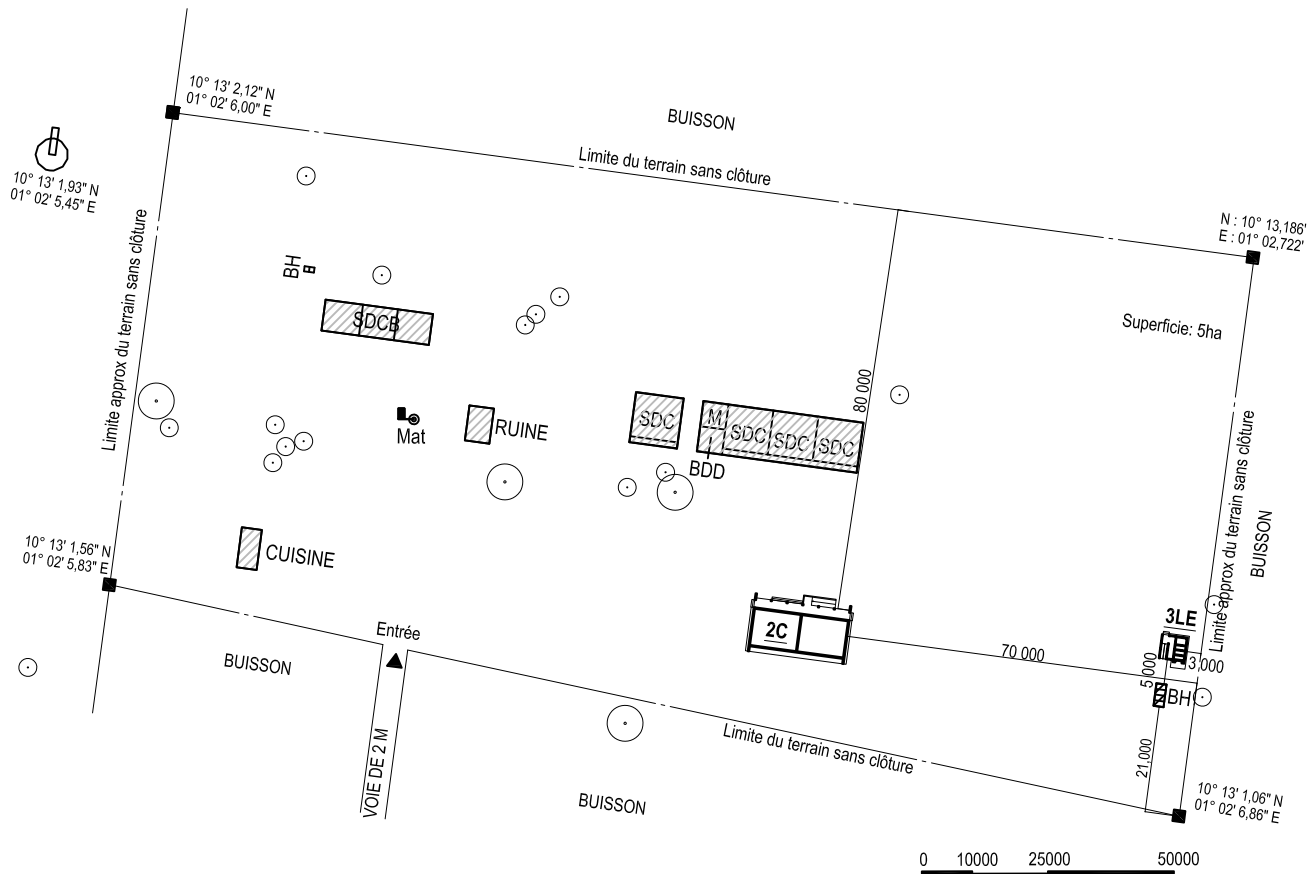 10° 13' 2,12" N
01° 02' 6,00" E
BUISSON
Limite du terrain sans clôture
10° 13' 1,93" N
01° 02' 5,45" E
N : 10° 13,186'
E : 01° 02,722'
Limite approx du terrain sans clôture
BH
SDCB
Superficie: 5ha
80 000
Mat
RUINE
SDC
M
SDC
SDC
SDC
BDD
Limite approx du terrain sans clôture
BUISSON
10° 13' 1,56" N
01° 02' 5,83" E
CUISINE
2C
3LE
Entrée
BUISSON
70 000
3,000
5 000
BH
VOIE DE 2 M
Limite du terrain sans clôture
21,000
BUISSON
10° 13' 1,06" N
01° 02' 6,86" E
0 10000 25000 50000